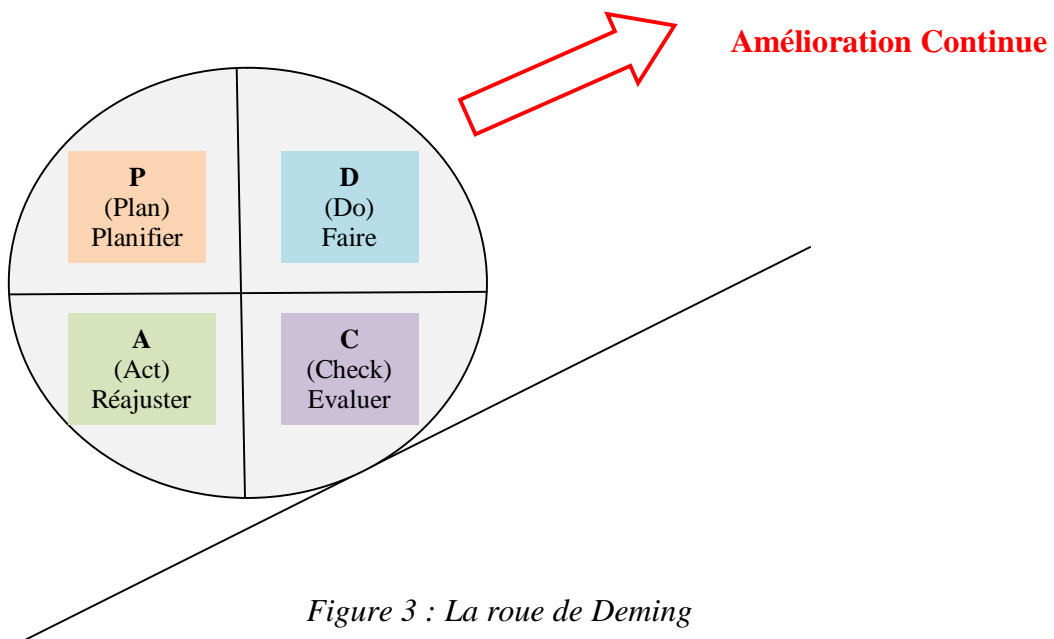 Amélioration Continue
P
(Plan)
Planifier
D
(Do)
Faire
A
(Act)
Réajuster
C
(Check)
Evaluer
Figure 3 : La roue de Deming